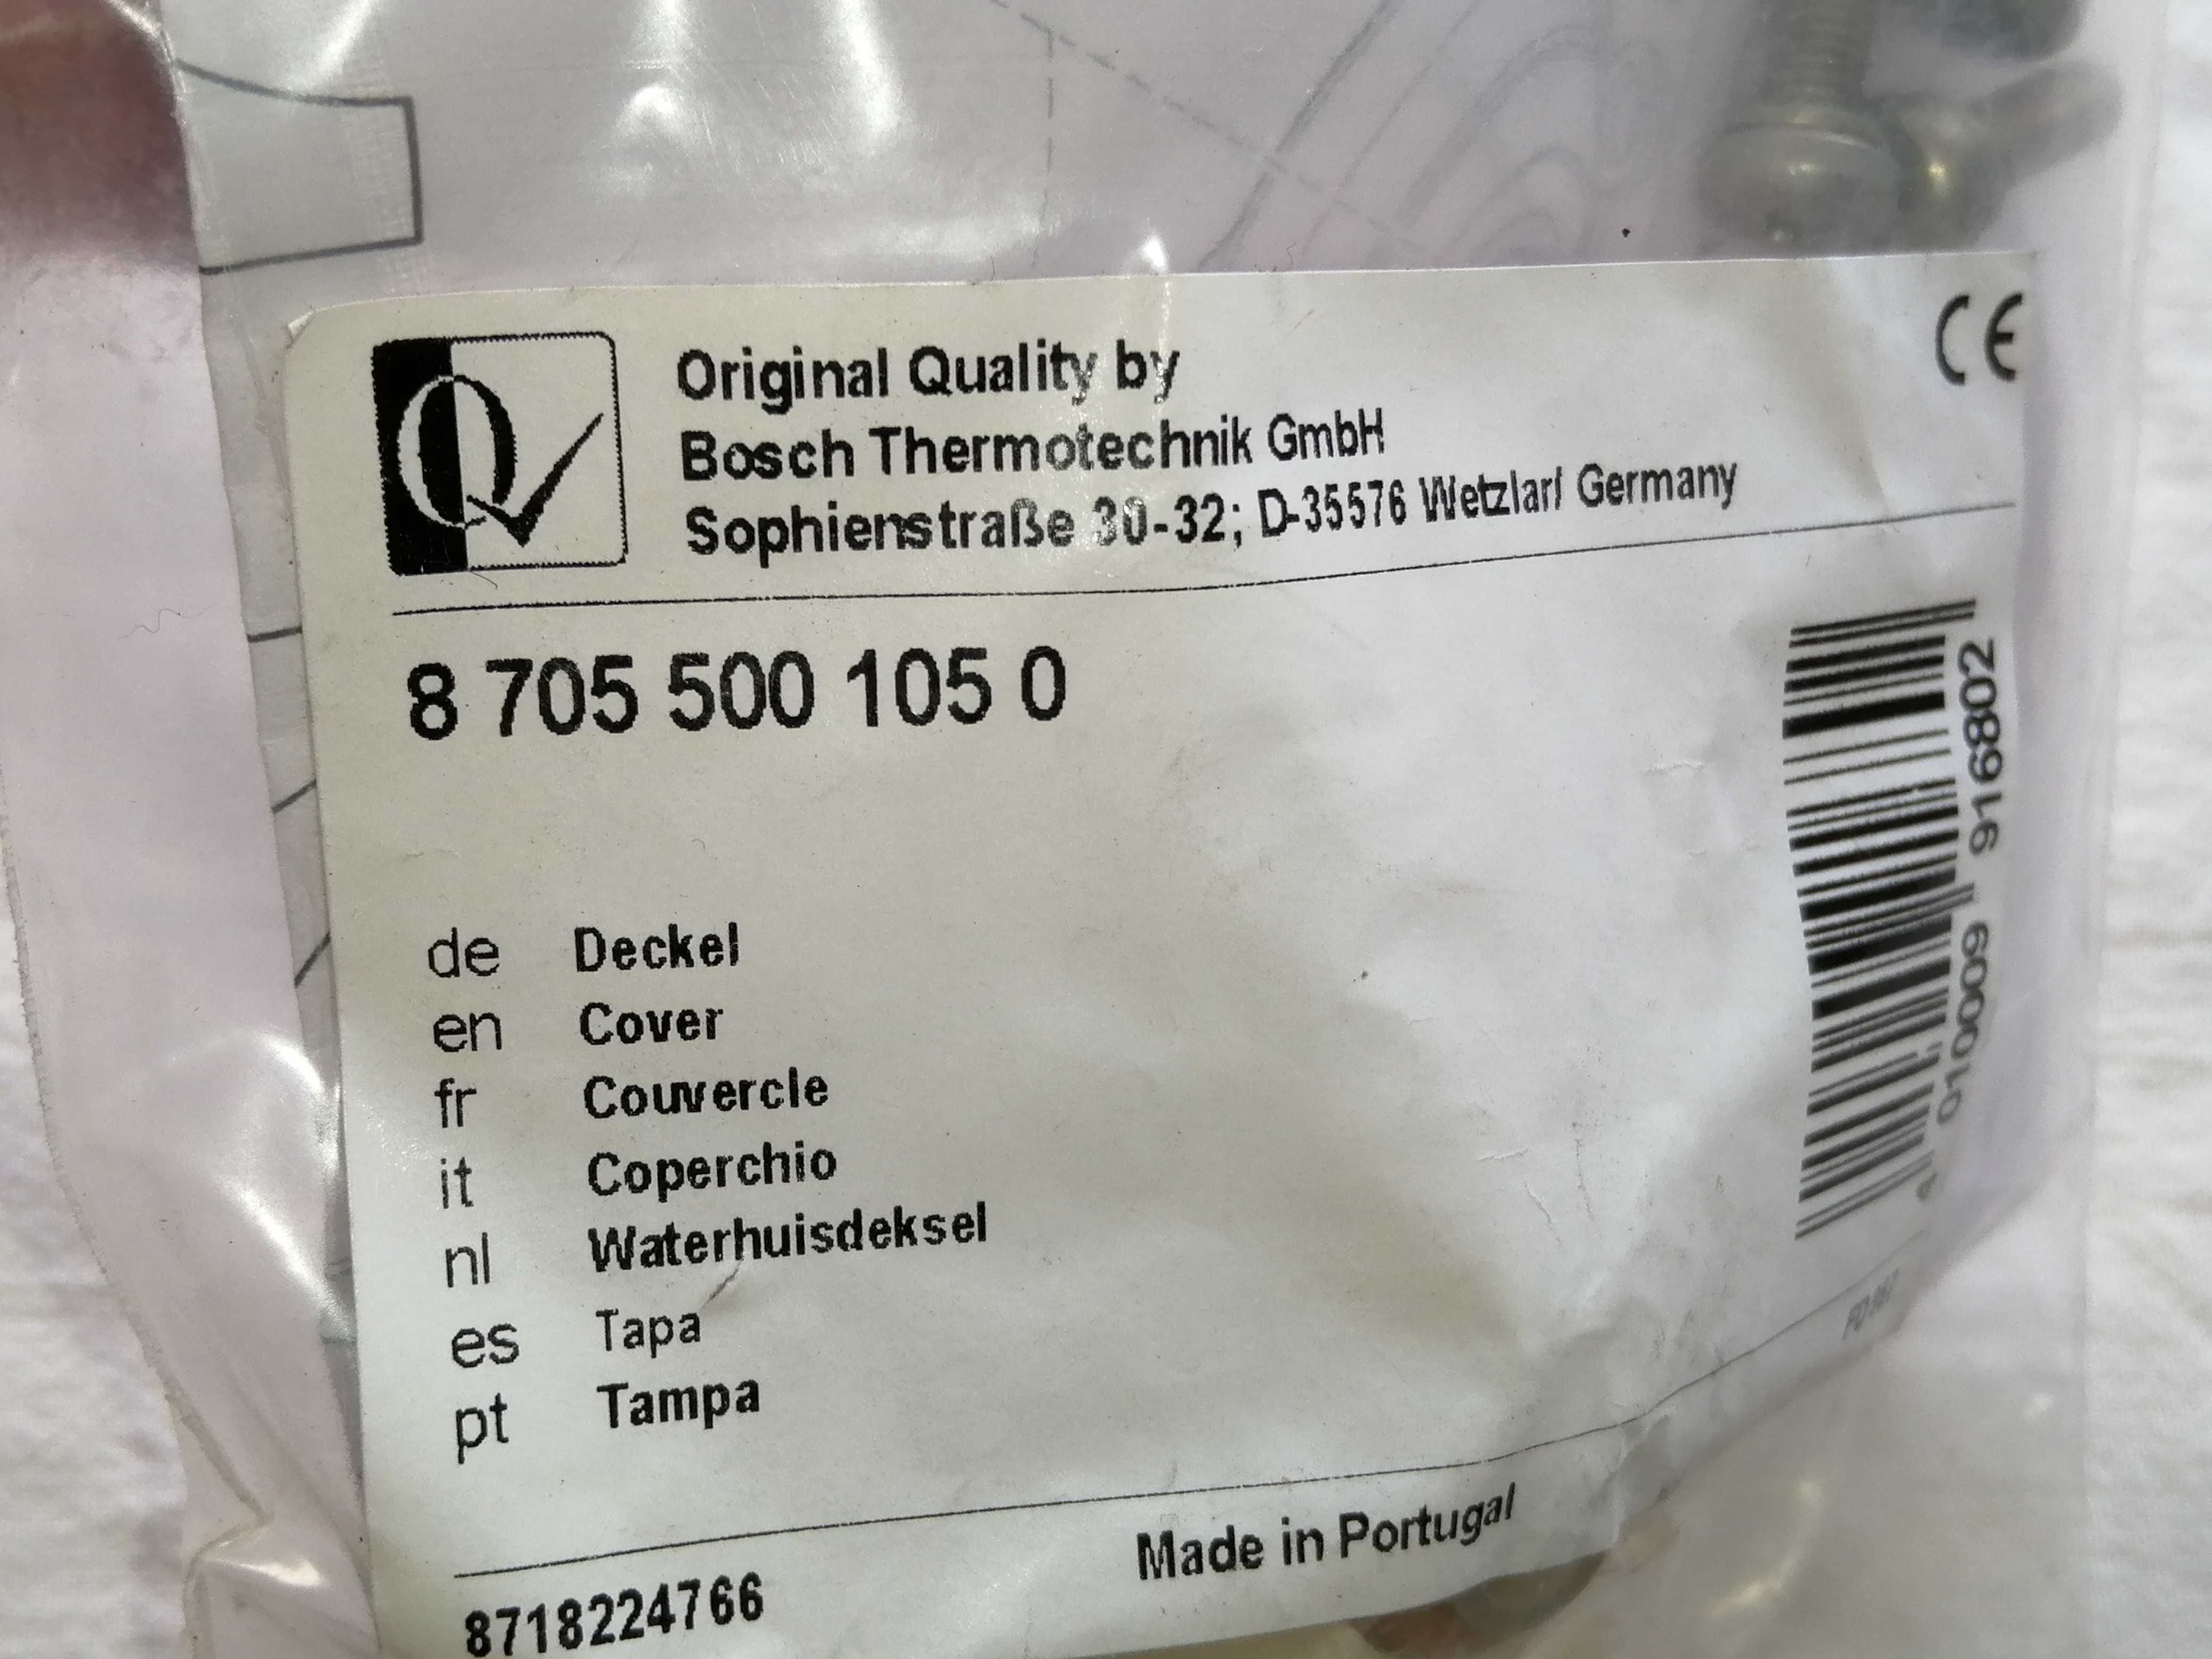 Original Quality by
Bosch Thermotechnik GmbH
Sophienstraße 30-32; D-35576 Wetzlar/ Germany
CE
8 705 500 105 0
de Deckel
en Cover
fr Couvercle
it Coperchio
nl Waterhuisdeksel
es Tapa
pt Tampa
4 010009 916802
Made in Portugal
8718224766